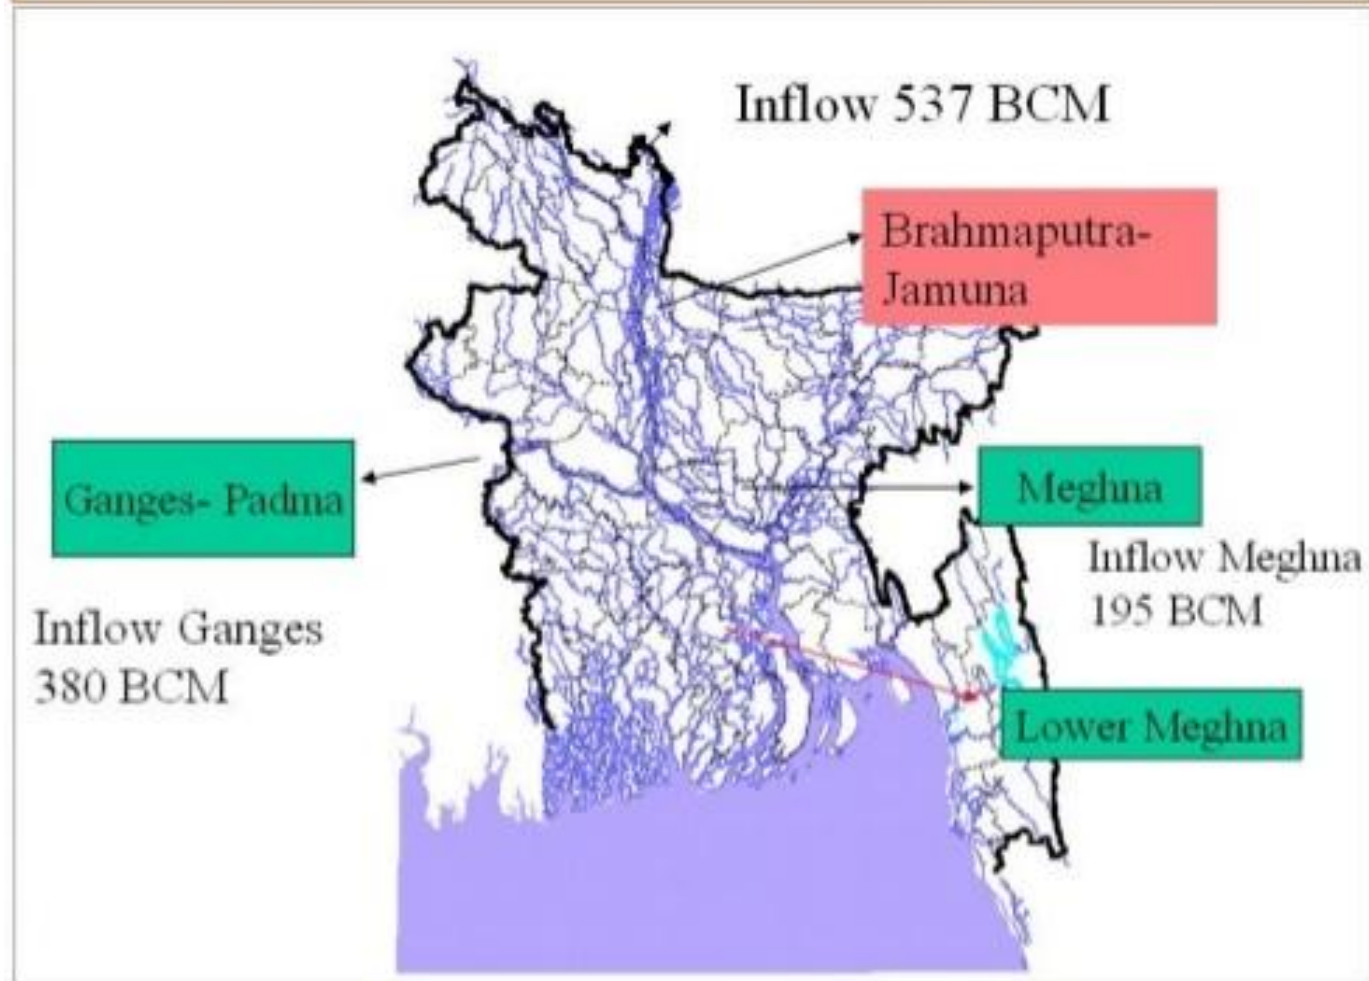 Inflow 537 BCM
Brahmaputra-
Jamuna
Ganges- Padma
Meghna
Inflow Meghna
195 BCM
Inflow Ganges
380 BCM
Lower Meghna